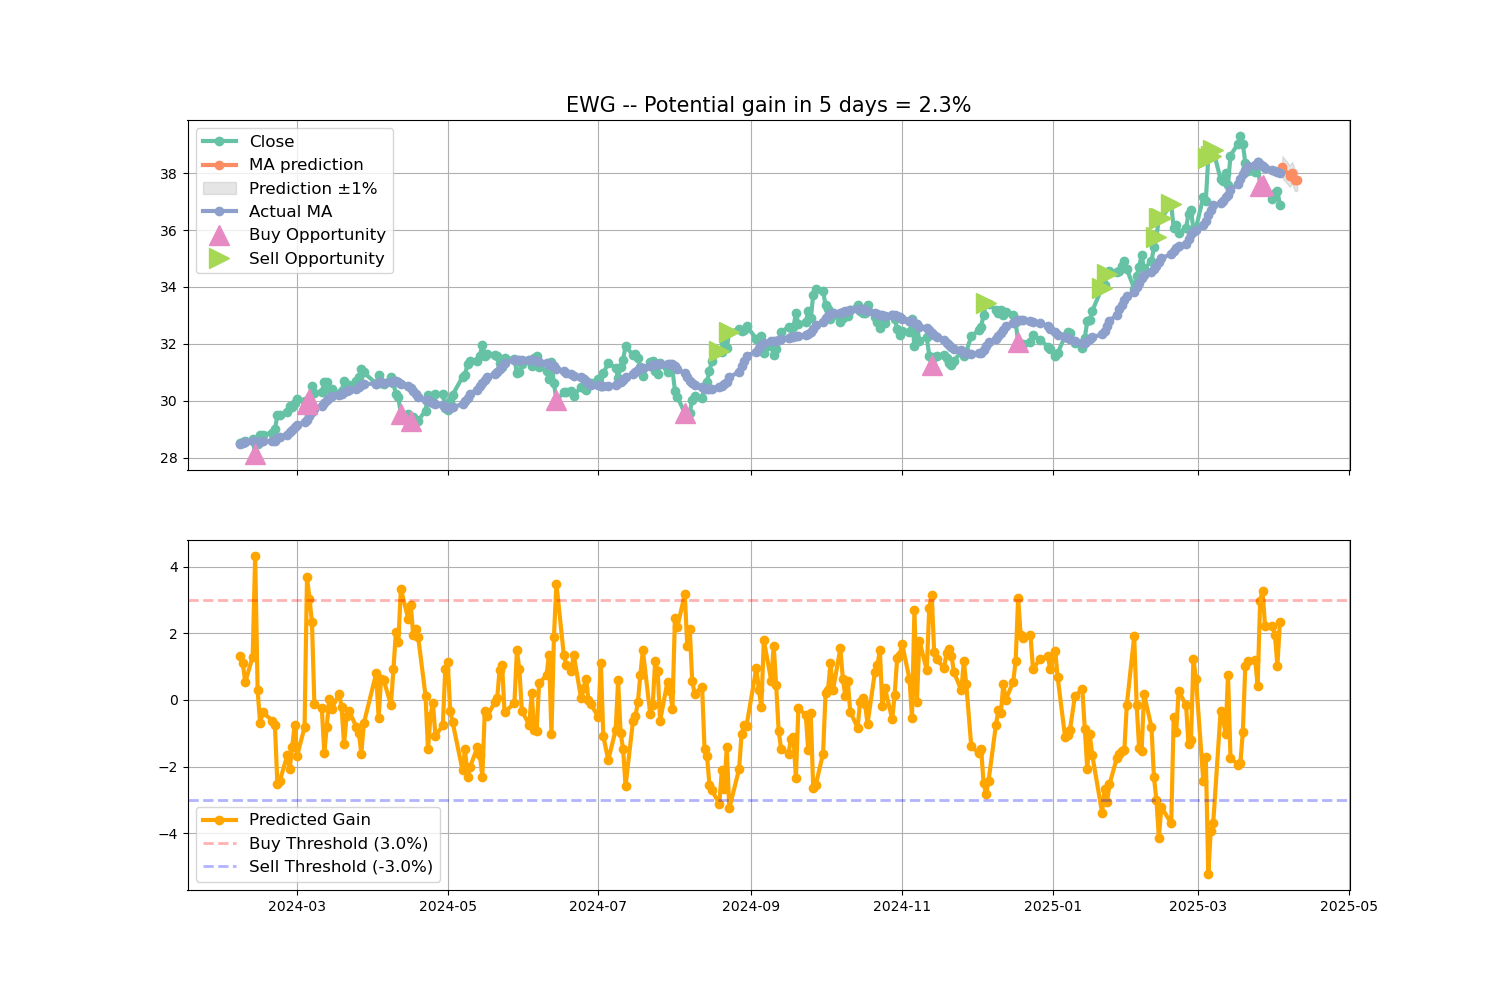 EWG -- Potential gain in 5 days = 2.3%
Close
MA prediction
Prediction ±1%
Actual MA
Buy Opportunity
Sell Opportunity
38
36
34
32
30
28
4
2
0
−2
−4
Predicted Gain
Buy Threshold (3.0%)
Sell Threshold (-3.0%)
2024-03 2024-05 2024-07 2024-09 2024-11 2025-01 2025-03 2025-05